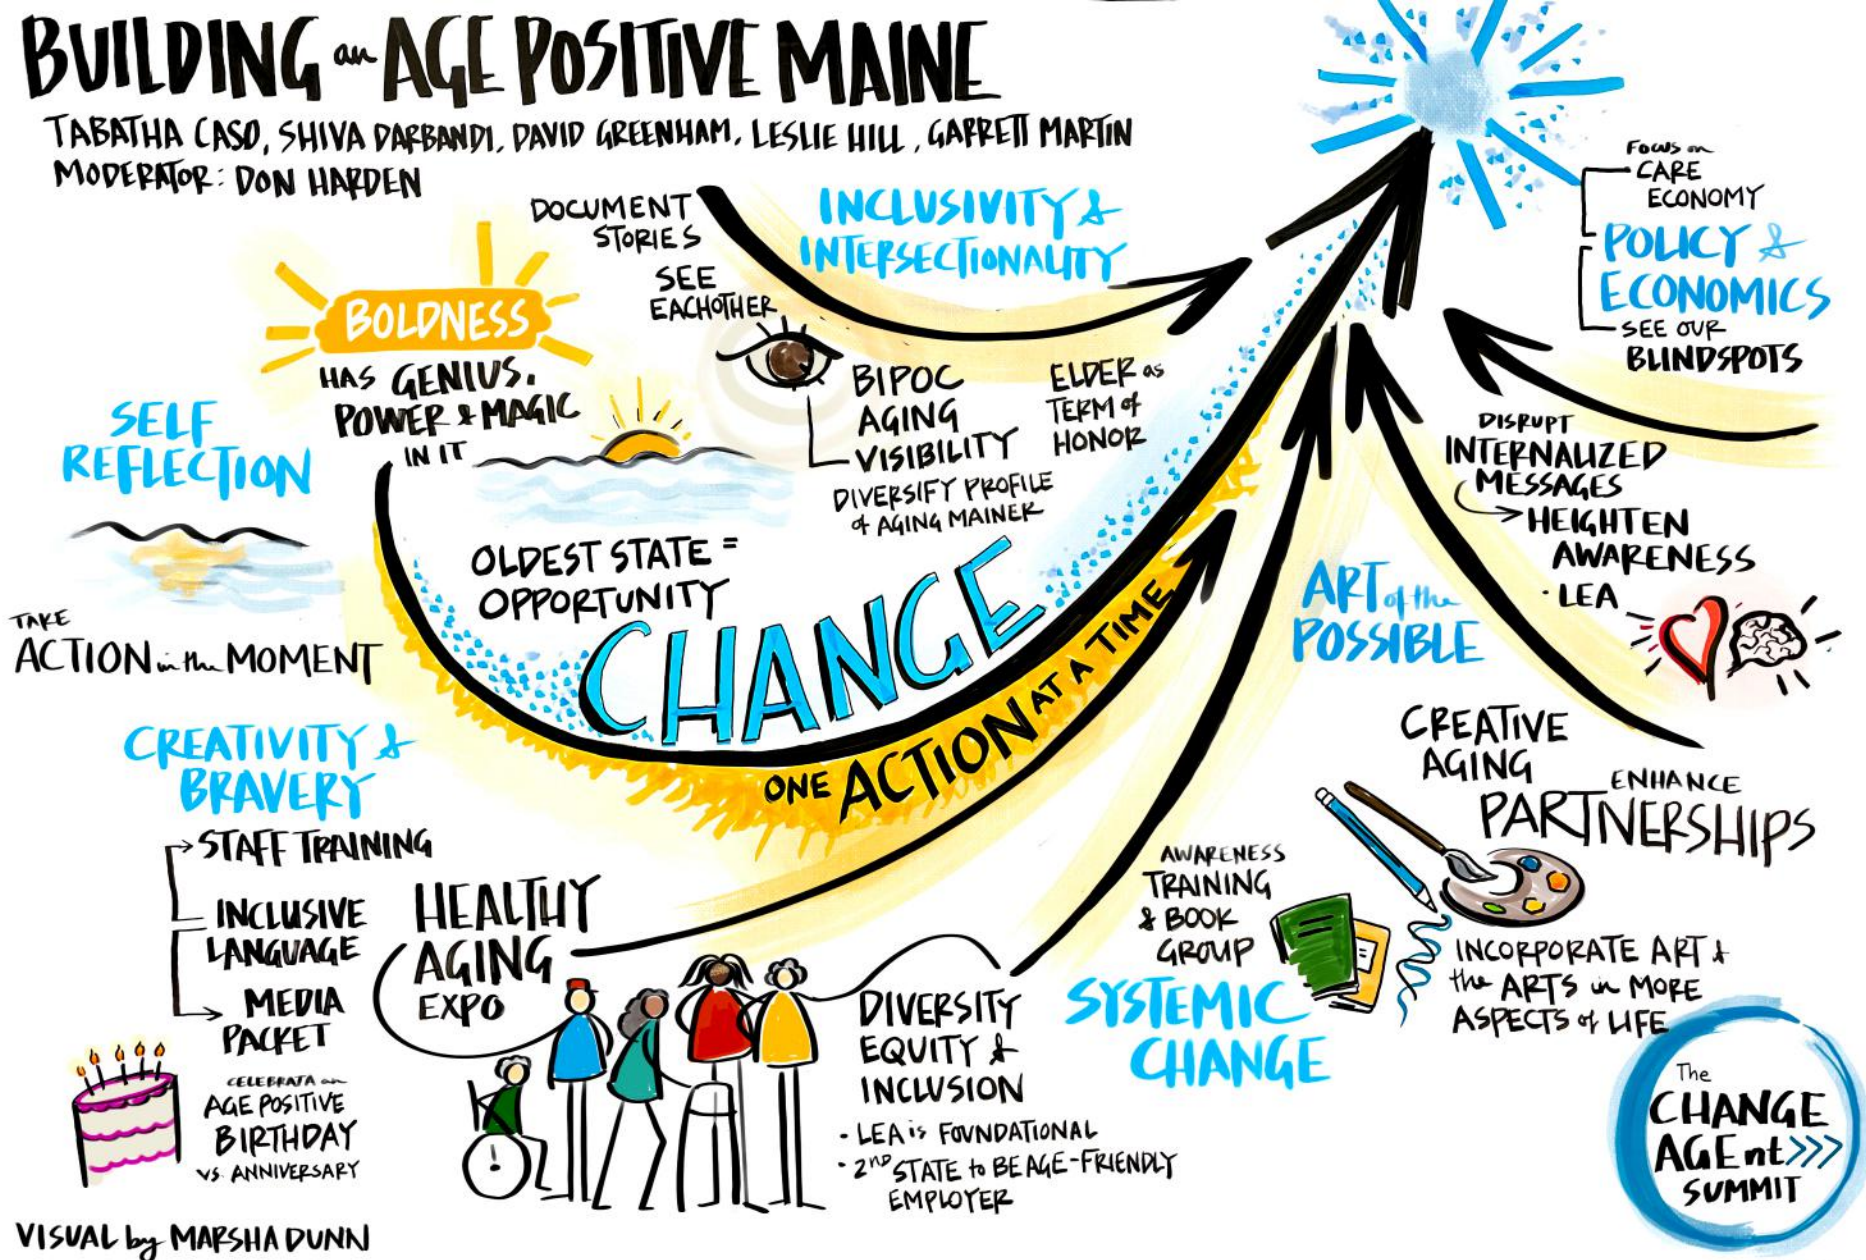 BUILDING an AGE POSITIVE MAINE
TABATHA CASO, SHIVA DARBANDI, DAVID GREENHAM, LESLIE HILL, GARRETT MARTIN
MODERATOR: DON HARDEN
BOLDNESS
HAS GENIUS.
POWER & MAGIC
IN IT
SELF
REFLECTION
TAKE
ACTION in the MOMENT
DOCUMENT
STORIES
SEE
EACHOTHER
INCLUSIVITY &
INTERSECTIONALITY
BIPOC
AGING
VISIBILITY
DIVERSIFY PROFILE
of AGING MAINER
ELDER as
TERM of
HONOR
OLDEST STATE =
OPPORTUNITY
CHANGE
ONE ACTION AT A TIME
Focus on
CARE
ECONOMY
POLICY &
ECONOMICS
SEE OUR
BLINDSPOTS
DISRUPT
INTERNALIZED
MESSAGES
HEIGHTEN
AWARENESS
· LEA
ART of the
POSSIBLE
CREATIVE
AGING
ENHANCE
PARTNERSHIPS
INCORPORATE ART &
the ARTS in MORE
ASPECTS of LIFE
CREATIVITY &
BRAVERY
STAFF TRAINING
INCLUSIVE
LANGUAGE
MEDIA
PACKET
CELEBRATA an
AGE POSITIVE
BIRTHDAY
VS. ANNIVERSARY
HEALTHY
AGING
EXPO
DIVERSITY
EQUITY &
INCLUSION
· LEA is FOUNDATIONAL
· 2ND STATE to BE AGE-FRIENDLY
EMPLOYER
AWARENESS
TRAINING
& BOOK
GROUP
SYSTEMIC
CHANGE
The
CHANGE
AGEnt>>>
SUMMIT
VISUAL by MARSHA DUNN